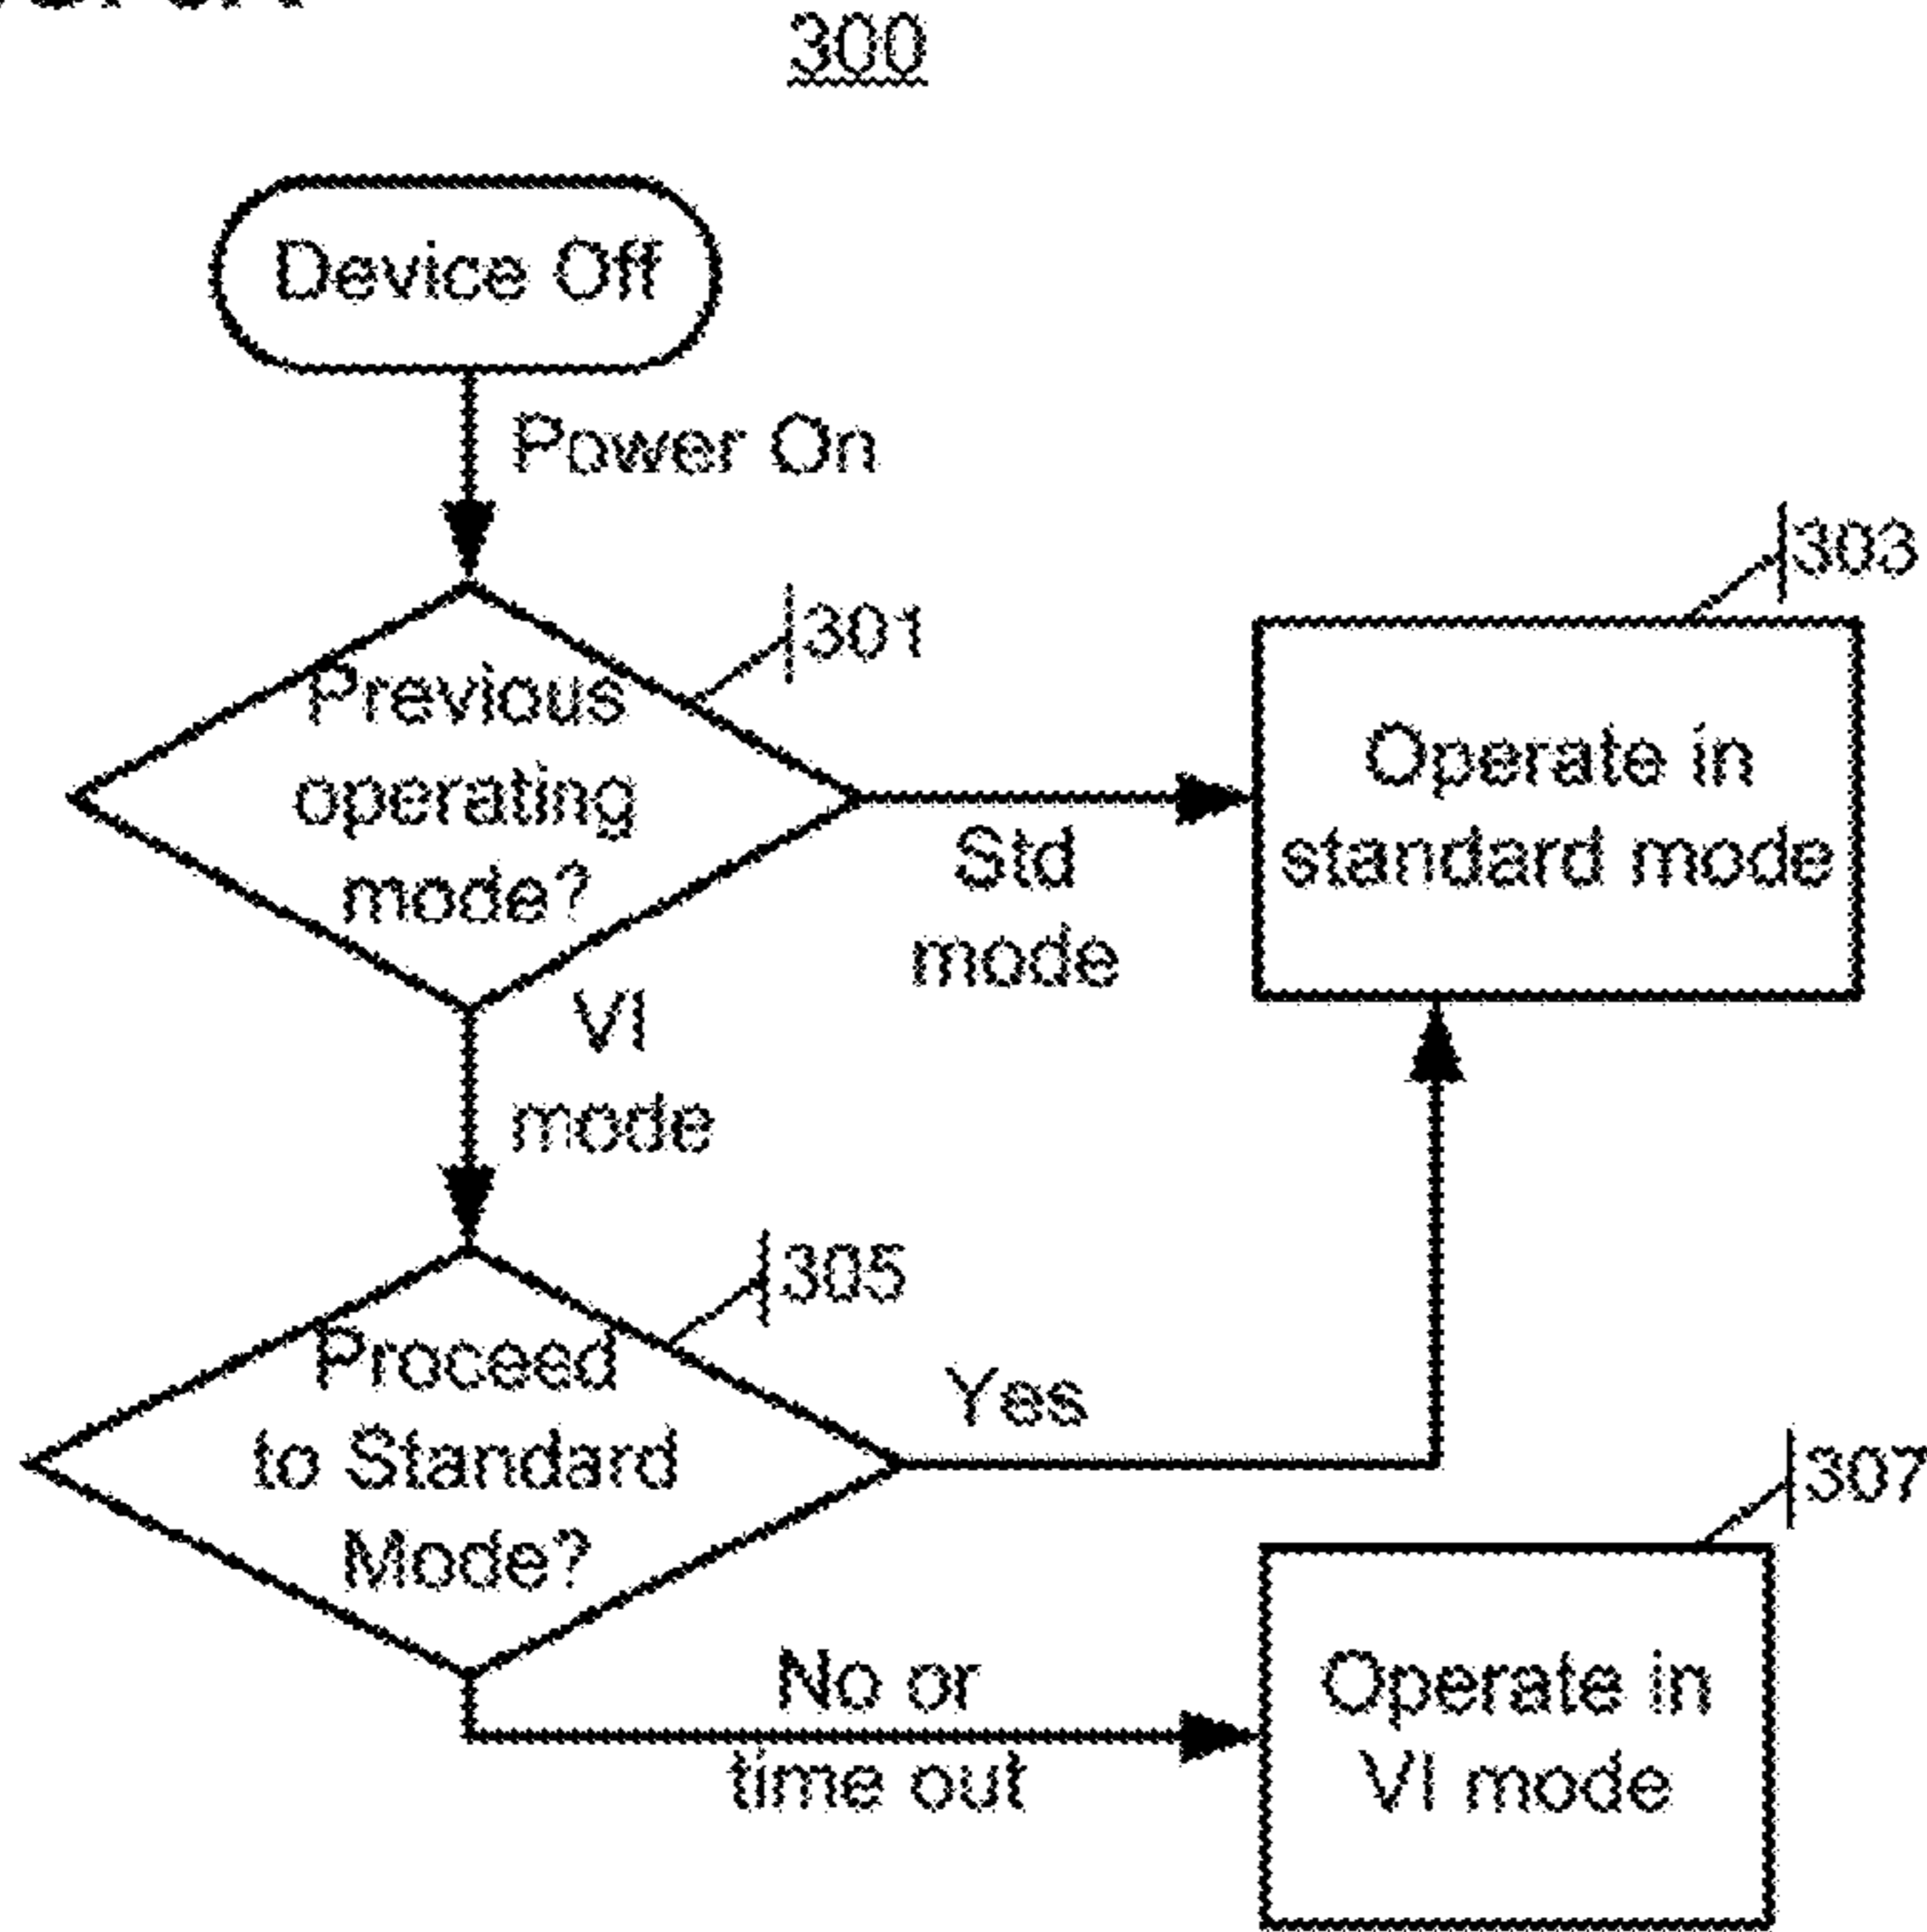 300
Device Off
Power On
301
303
Previous
operating
mode?
Std
mode
Operate in
standard mode
VI
mode
305
Proceed
to Standard
Mode?
Yes
307
No or
time out
Operate in
VI mode